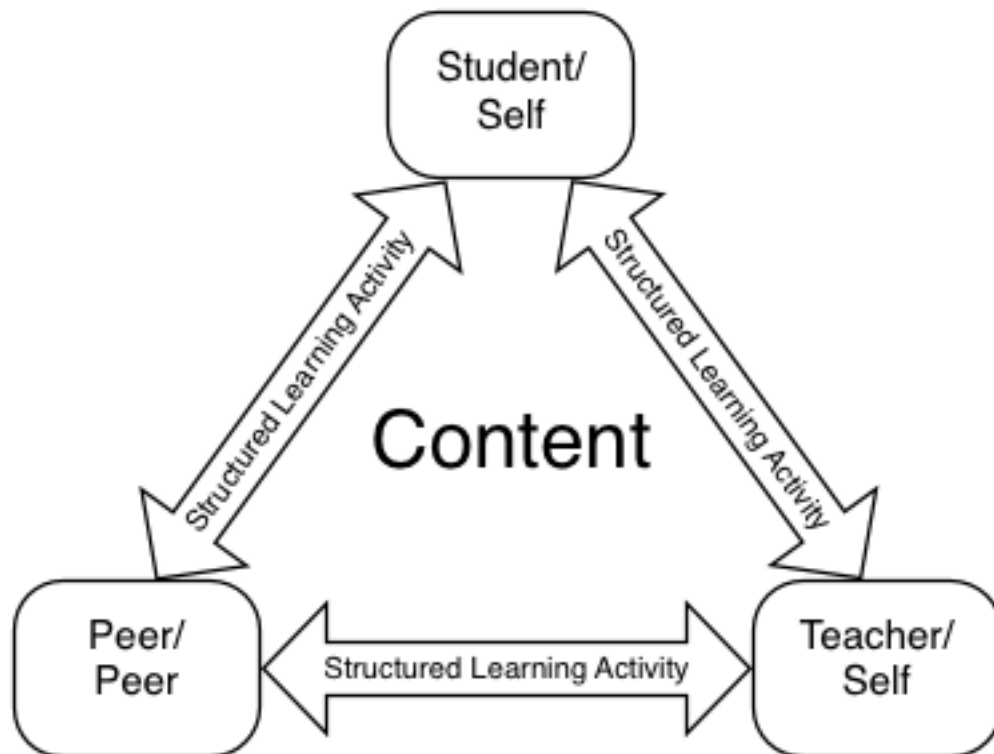 Student/
Self
Structured Learning Activity
Structured Learning Activity
Content
Peer/
Peer
Structured Learning Activity
Teacher/
Self